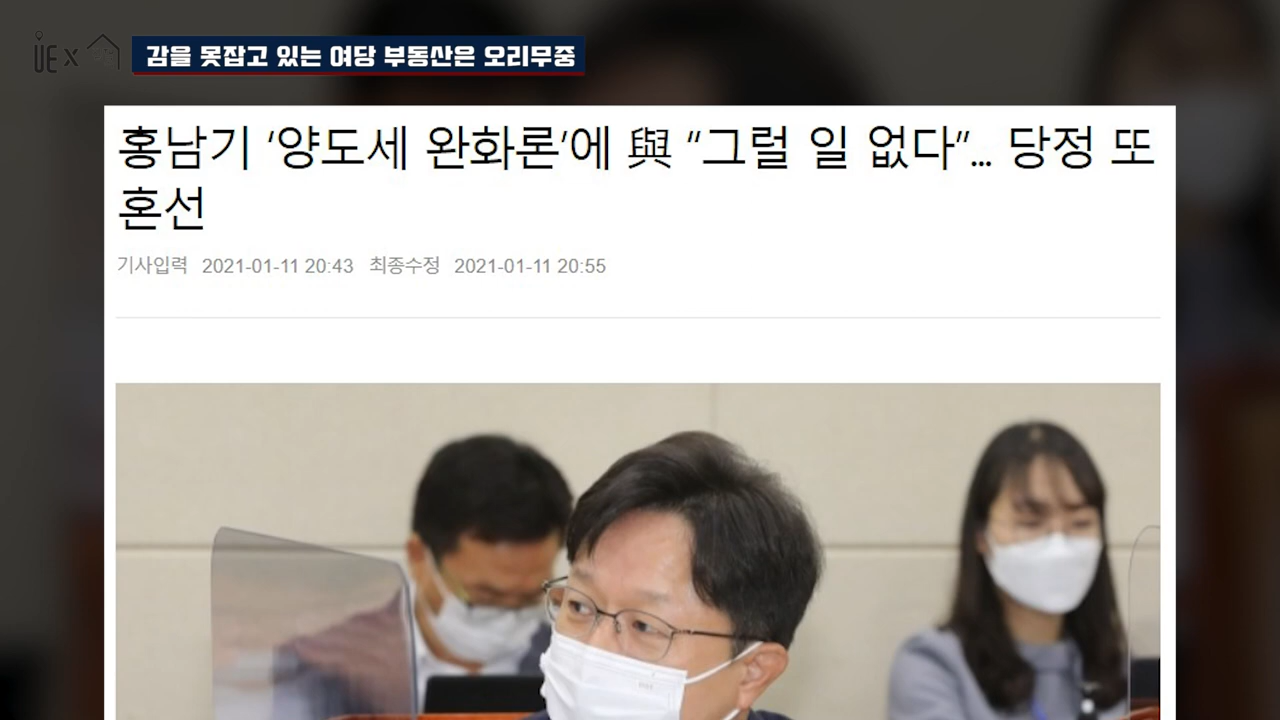 UE x
감을 못잡고 있는 여당 부동산은 오리무중
홍남기 ‘양도세 완화론’에 與 “그럴 일 없다”… 당정 또
혼선
기사입력 2021-01-11 20:43 최종수정 2021-01-11 20:55